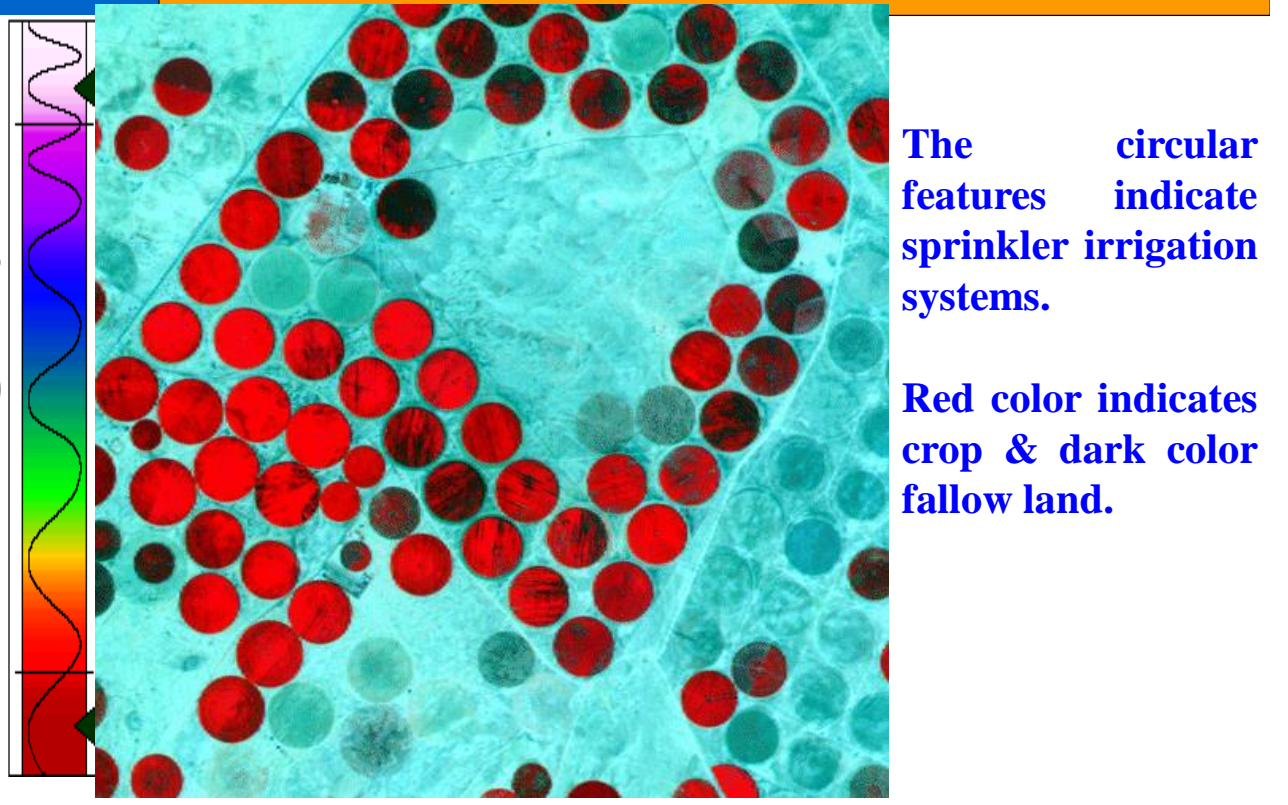 The circular
features indicate
sprinkler irrigation
systems.
Red color indicates
crop & dark color
fallow land.